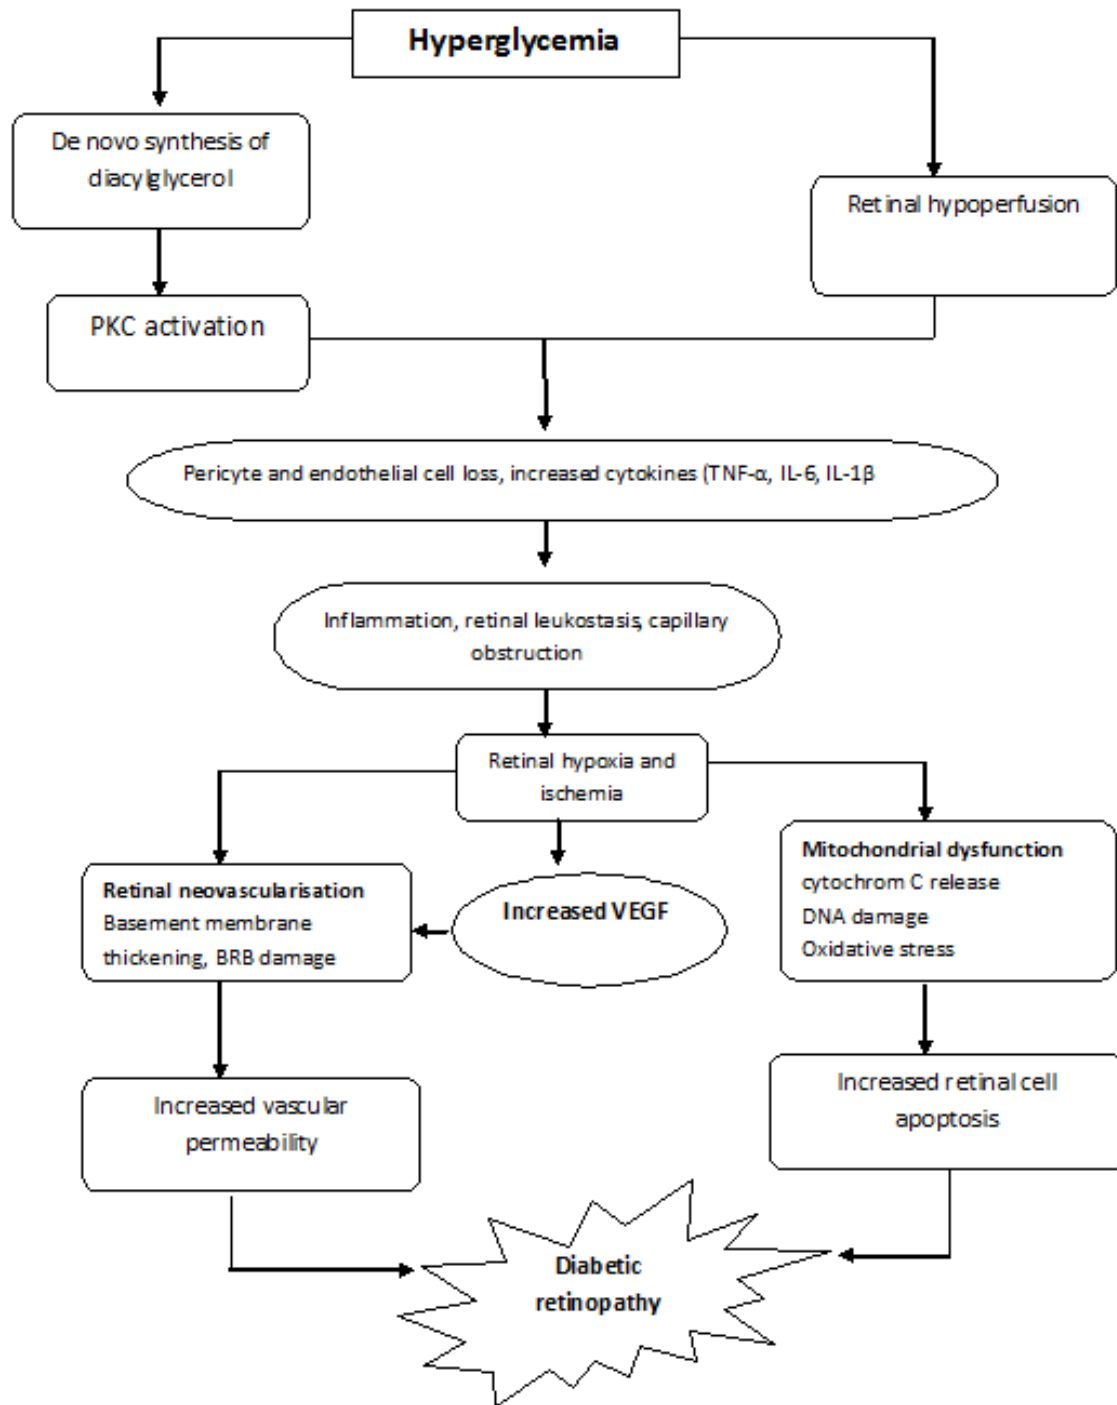 Hyperglycemia
De novo synthesis of
diacylglycerol
Retinal hypoperfusion
PKC activation
Pericyte and endothelial cell loss, increased cytokines (TNF-α, IL-6, IL-1β
Inflammation, retinal leukostasis, capillary
obstruction
Retinal hypoxia and
ischemia
Retinal neovascularisation
Basement membrane
thickening, BRB damage
Increased VEGF
Mitochondrial dysfunction
cytochrom C release
DNA damage
Oxidative stress
Increased vascular
permeability
Increased retinal cell
apoptosis
Diabetic
retinopathy